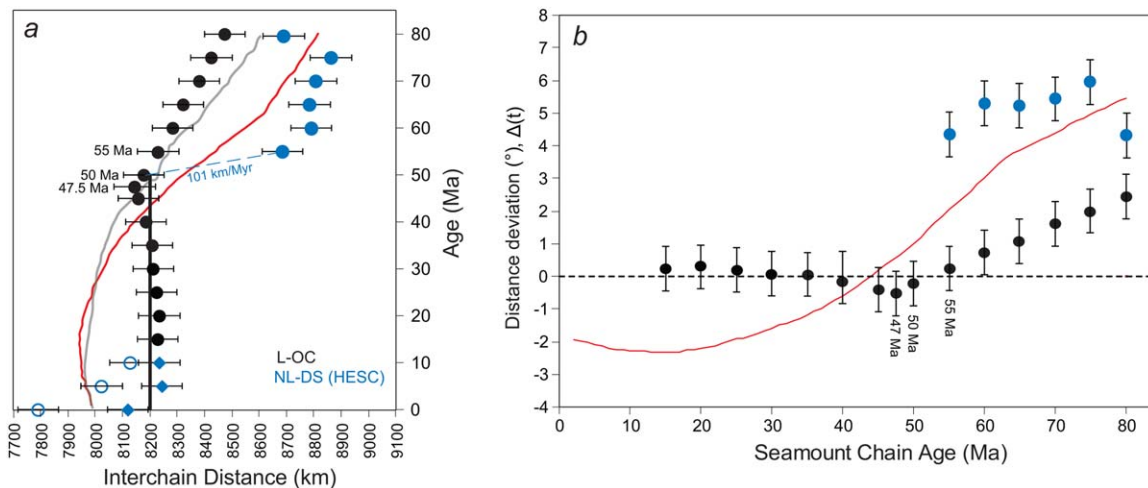 a
80
70
60
50
40
30
20
10
0
Age (Ma)
55 Ma
50 Ma
47.5 Ma
101 km/Myr
L-OC
NL-DS (HESC)
7700 7800 7900 8000 8100 8200 8300 8400 8500 8600 8700 8800 8900 9000 9100
Interchain Distance (km)
b
Distance deviation (°), Δ(t)
8
7
6
5
4
3
2
1
0
-1
-2
-3
-4
47 Ma
50 Ma
55 Ma
0 10 20 30 40 50 60 70 80
Seamount Chain Age (Ma)